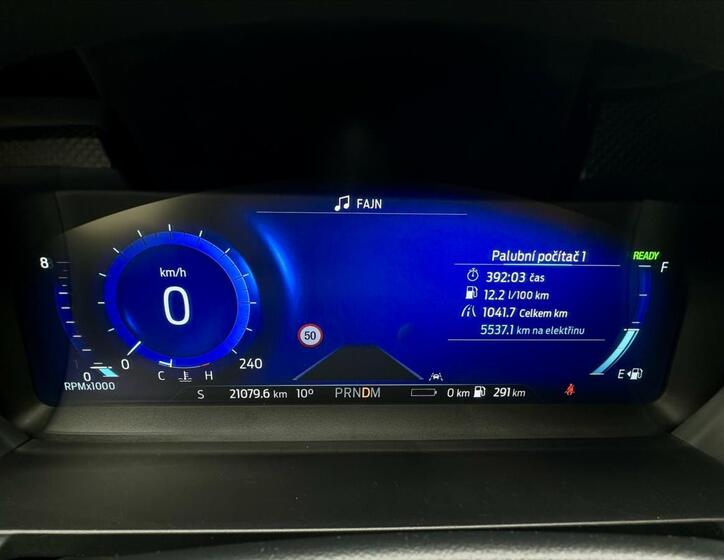 FAJN
8
km/h
0
0
240
0
RPMx1000
C H
Palubní počítač 1
READY
F
392:03 čas
12.2 l/100 km
1041.7 Celkem km
5537.1 km na elektřinu
50
E
S 21079.6 km 10° PRNDM 0 km 291 km